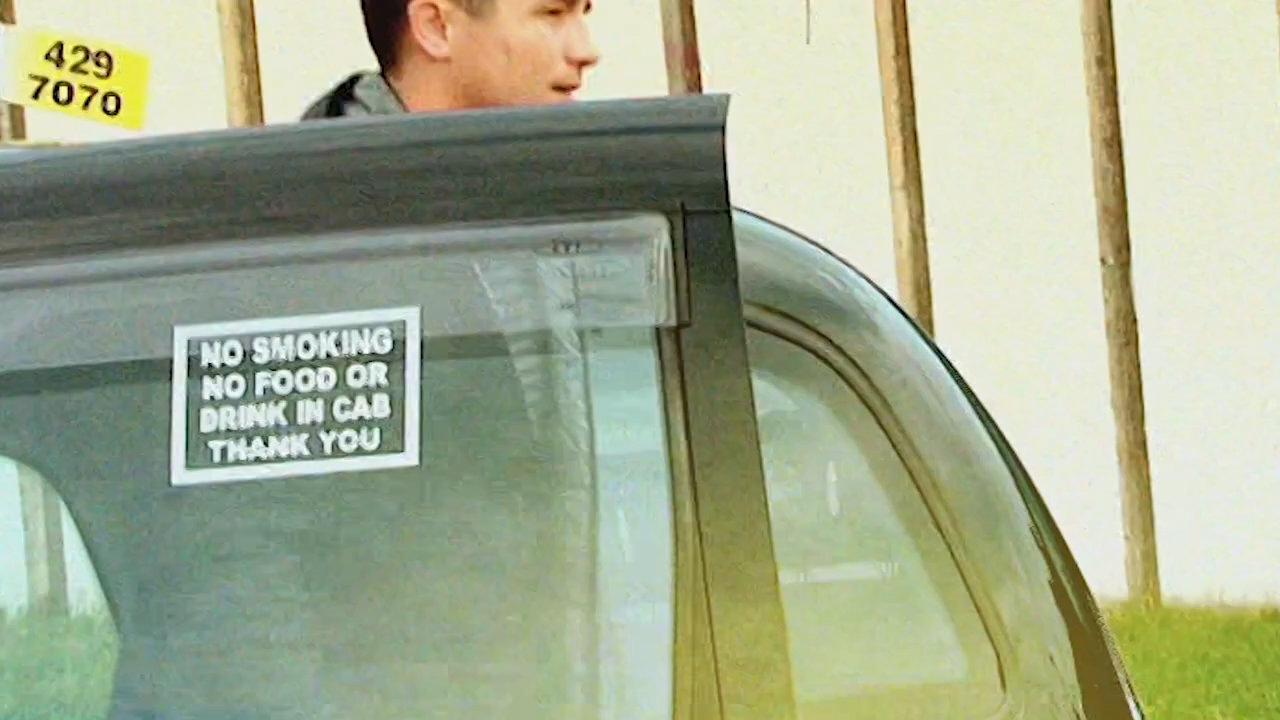 429
7070
NO SMOKING
NO FOOD OR
DRINK IN CAB
THANK YOU